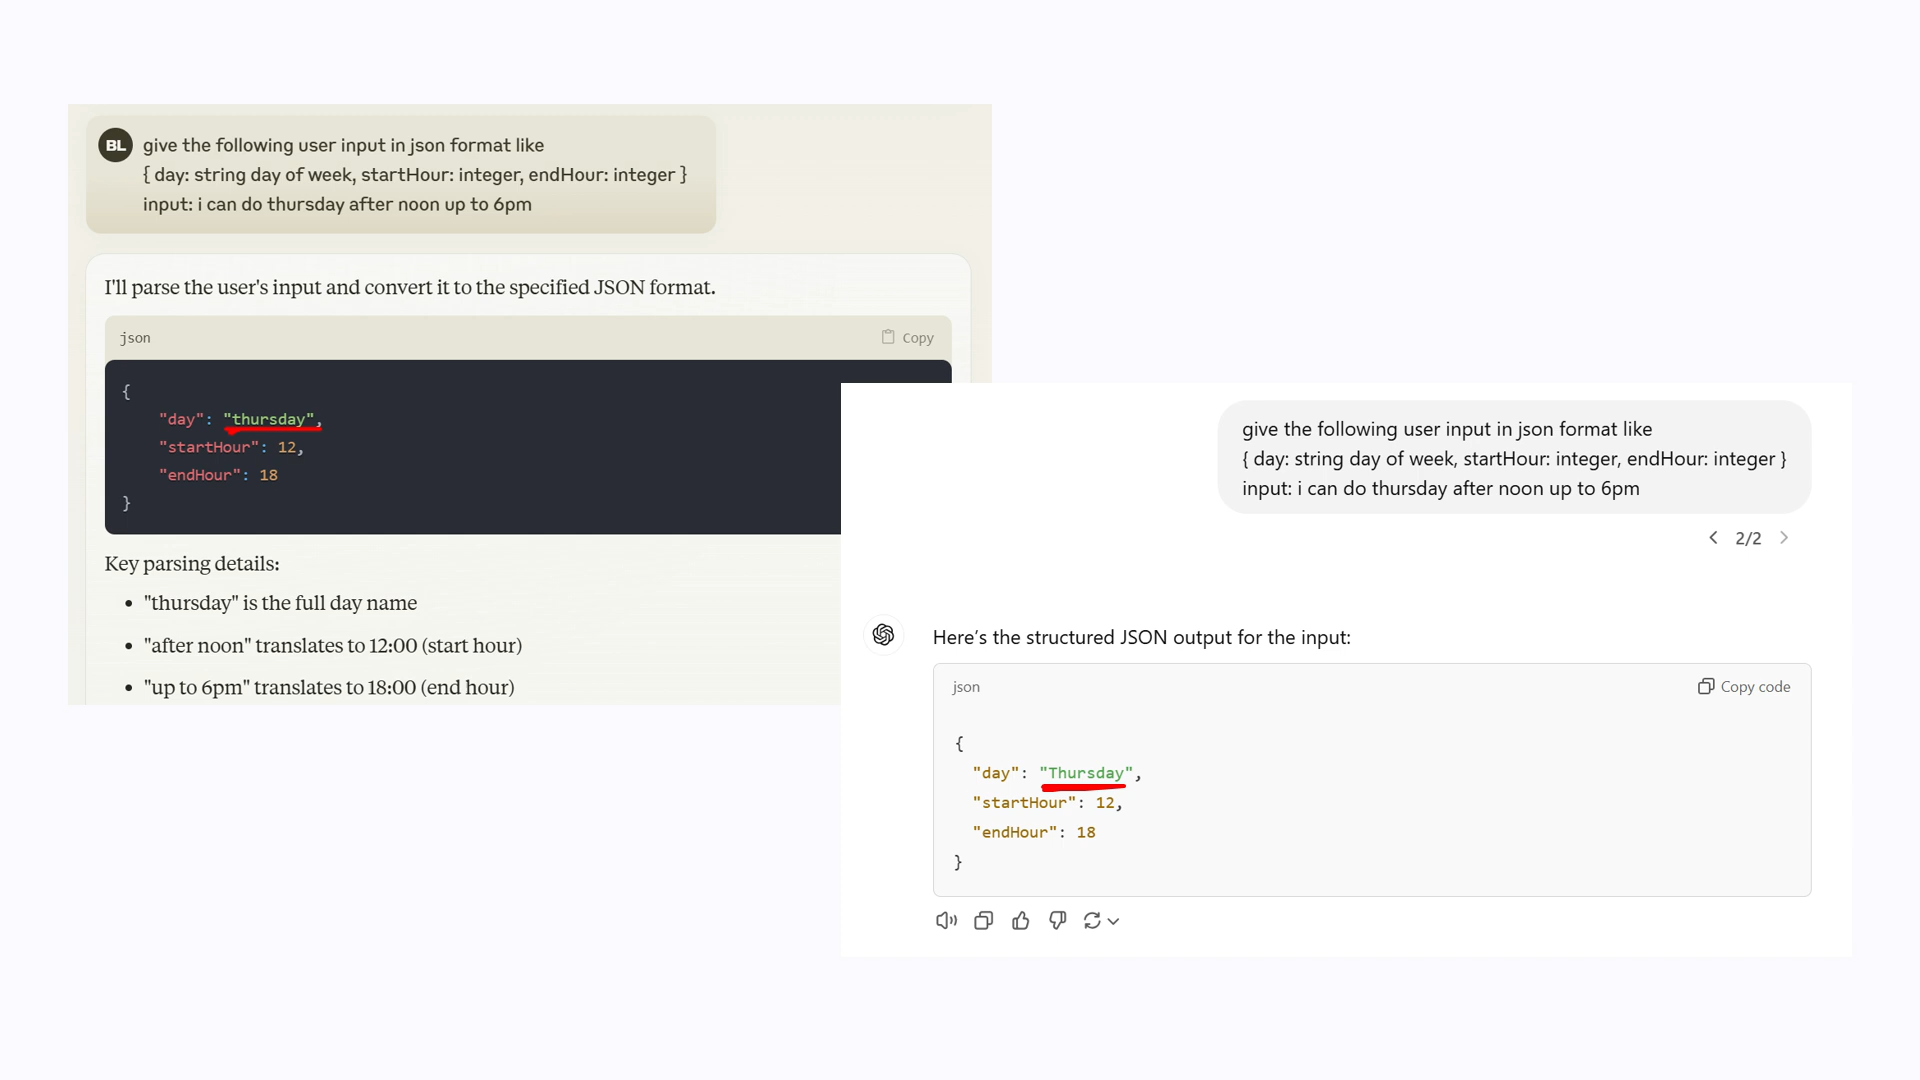 BL
give the following user input in json format like
{ day: string day of week, startHour: integer, endHour: integer }
input: i can do thursday after noon up to 6pm
I'll parse the user's input and convert it to the specified JSON format.
json
Copy
{
"day": "thursday",
"startHour": 12,
"endHour": 18
}
Key parsing details:
• "thursday" is the full day name
• "after noon" translates to 12:00 (start hour)
• "up to 6pm" translates to 18:00 (end hour)
give the following user input in json format like
{ day: string day of week, startHour: integer, endHour: integer }
input: i can do thursday after noon up to 6pm
2/2
Here's the structured JSON output for the input:
json
Copy code
{
"day": "Thursday",
"startHour": 12,
"endHour": 18
}